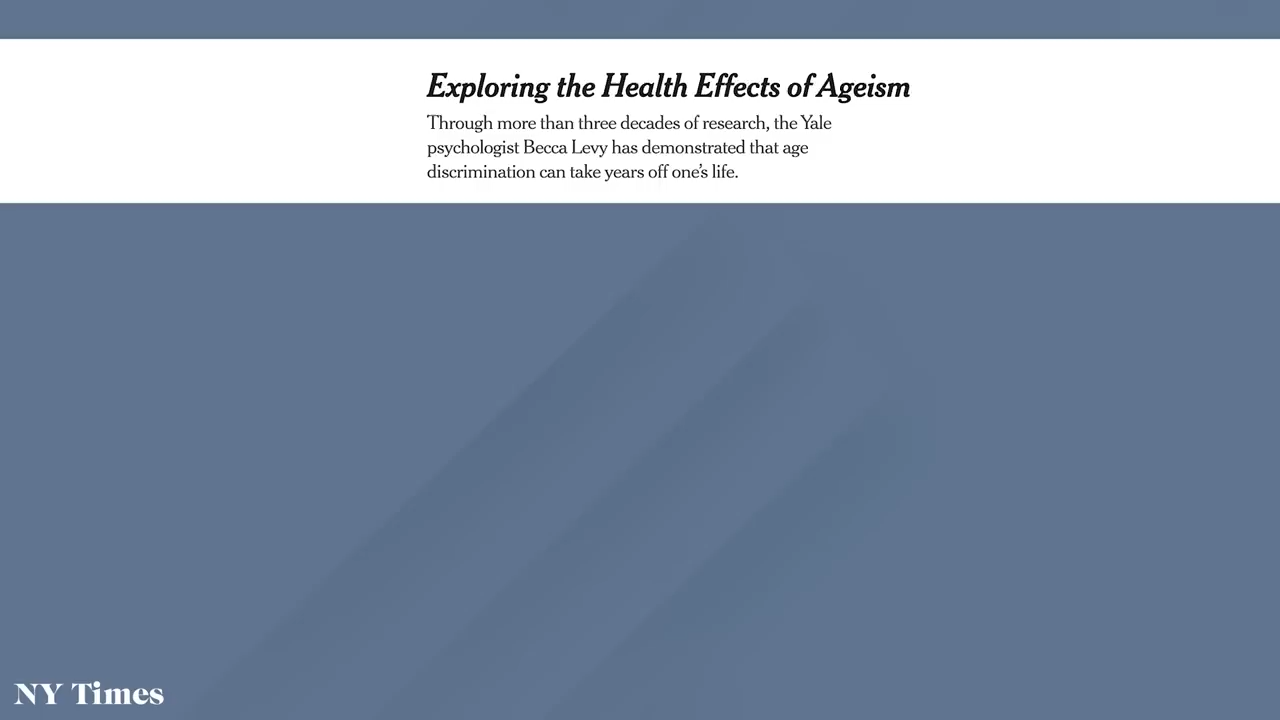 Exploring the Health Effects of Ageism
Through more than three decades of research, the Yale
psychologist Becca Levy has demonstrated that age
discrimination can take years off one’s life.
NY Times